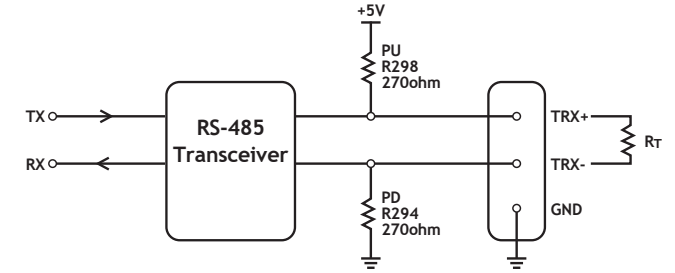 +5V
PU
R298
270ohm
TX
RS-485
Transceiver
TRX+
RX
TRX-
RT
PD
R294
270ohm
GND